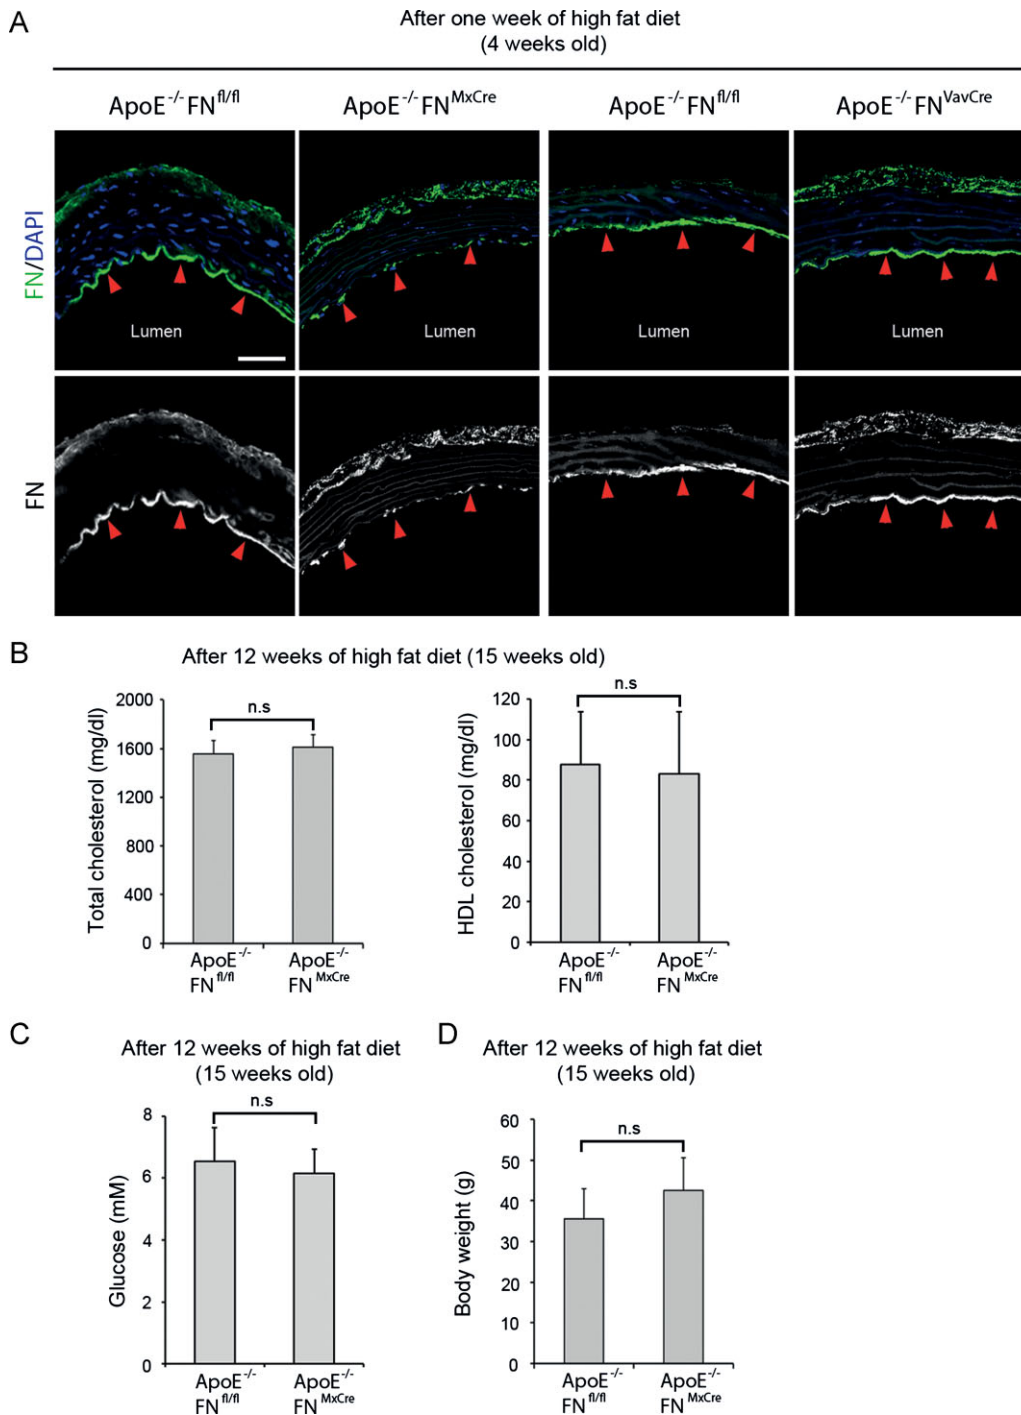 A
After one week of high fat diet
(4 weeks old)
ApoE-/- FNfl/fl
ApoE-/- FNMxCre
ApoE-/- FNfl/fl
ApoE-/- FNVavCre
FN/DAPI
Lumen
Lumen
Lumen
Lumen
FN
B
After 12 weeks of high fat diet (15 weeks old)
Total cholesterol (mg/dl)
2000
1600
1200
800
400
0
n.s
ApoE-/-
FNfl/fl
ApoE-/-
FNMxCre
HDL cholesterol (mg/dl)
120
100
80
60
40
20
0
n.s
ApoE-/-
FNfl/fl
ApoE-/-
FNMxCre
C
After 12 weeks of high fat diet
(15 weeks old)
Glucose (mM)
8
6
4
2
0
n.s
ApoE-/-
FNfl/fl
ApoE-/-
FNMxCre
D
After 12 weeks of high fat diet
(15 weeks old)
Body weight (g)
60
50
40
30
20
10
0
n.s
ApoE-/-
FNfl/fl
ApoE-/-
FNMxCre